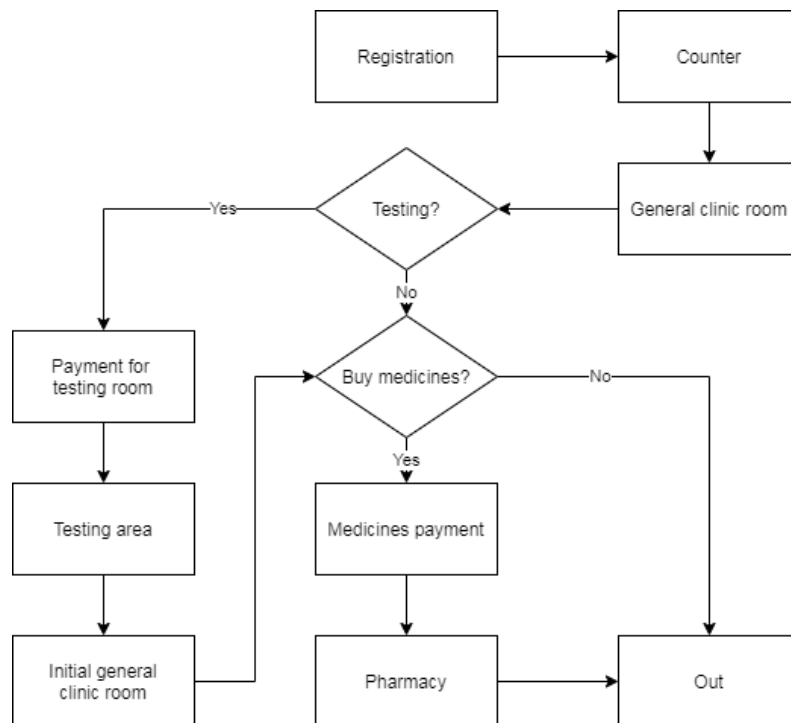 Registration
Counter
General clinic room
Testing?
Yes
No
Payment for
testing room
Buy medicines?
No
Yes
Testing area
Medicines payment
Initial general
clinic room
Pharmacy
Out